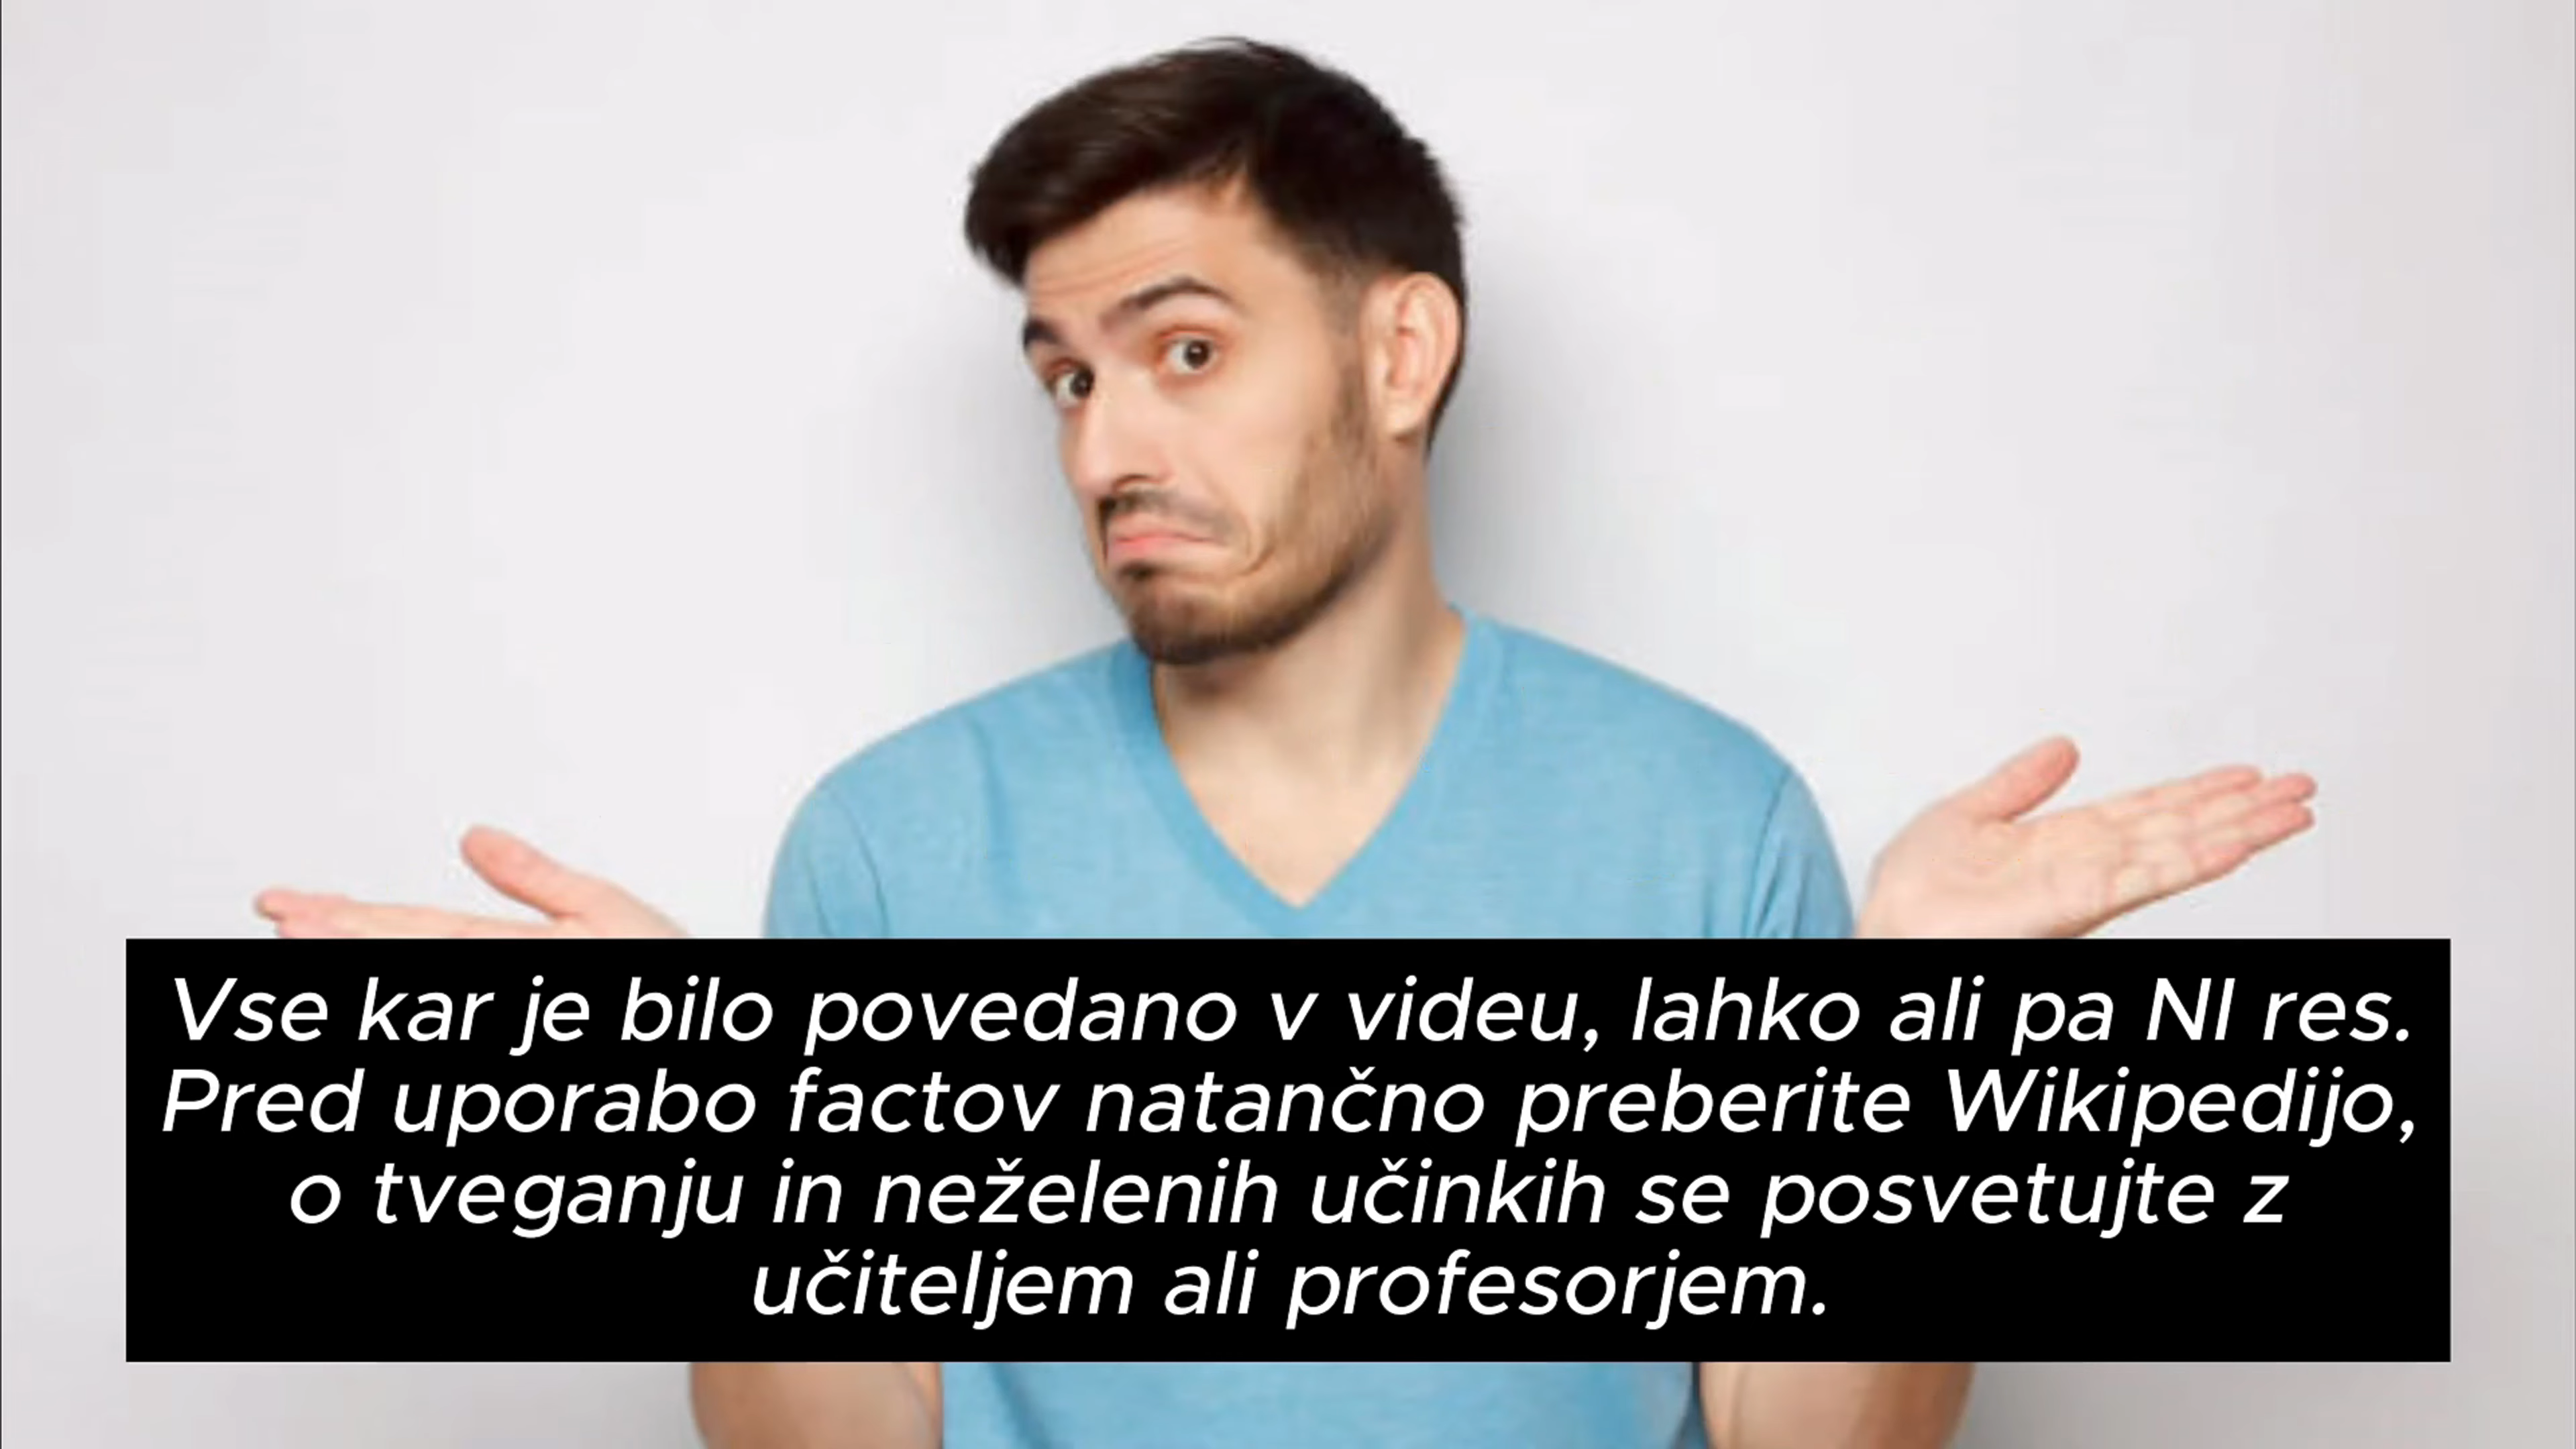 Vse kar je bilo povedano v videu, lahko ali pa NI res.
Pred uporabo factov natančno preberite Wikipedijo,
o tveganju in neželenih učinkih se posvetujte z
učiteljem ali profesorjem.